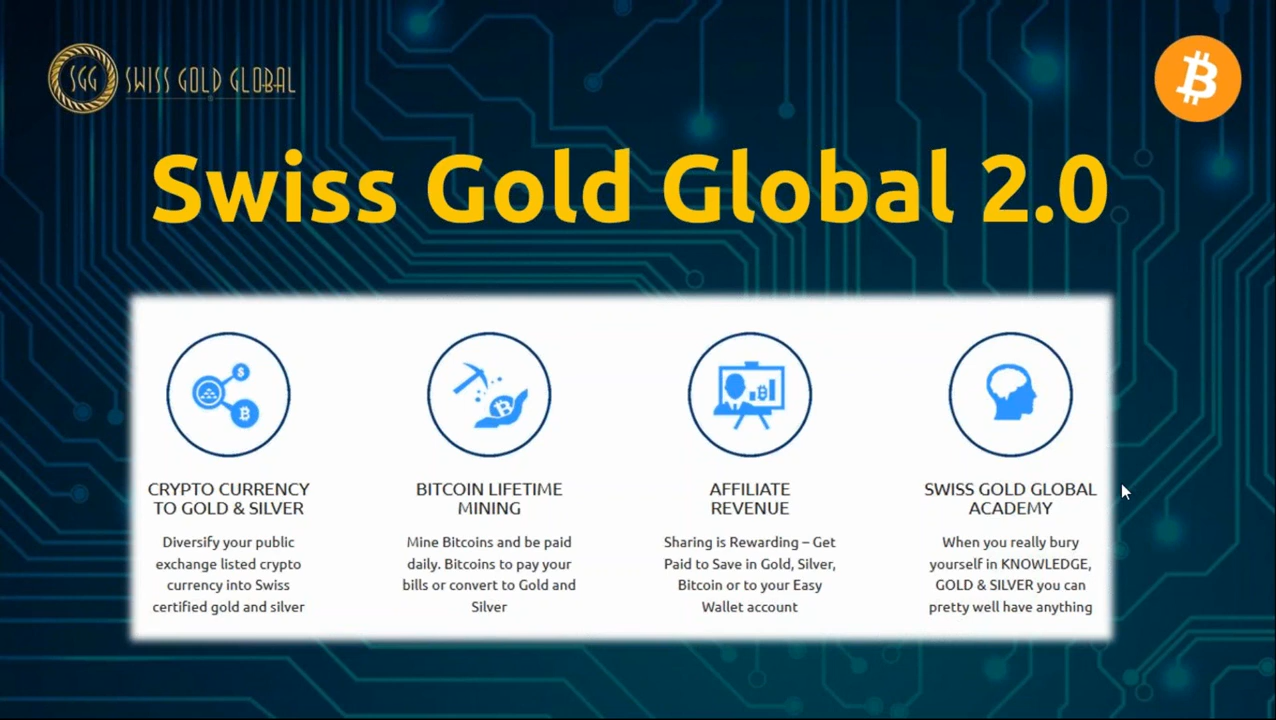 SGG SWISS GOLD GLOBAL
Swiss Gold Global 2.0
CRYPTO CURRENCY
TO GOLD & SILVER
Diversify your public
exchange listed crypto
currency into Swiss
certified gold and silver
BITCOIN LIFETIME
MINING
Mine Bitcoins and be paid
daily. Bitcoins to pay your
bills or convert to Gold and
Silver
AFFILIATE
REVENUE
Sharing is Rewarding – Get
Paid to Save in Gold, Silver,
Bitcoin or to your Easy
Wallet account
SWISS GOLD GLOBAL
ACADEMY
When you really bury
yourself in KNOWLEDGE,
GOLD & SILVER you can
pretty well have anything